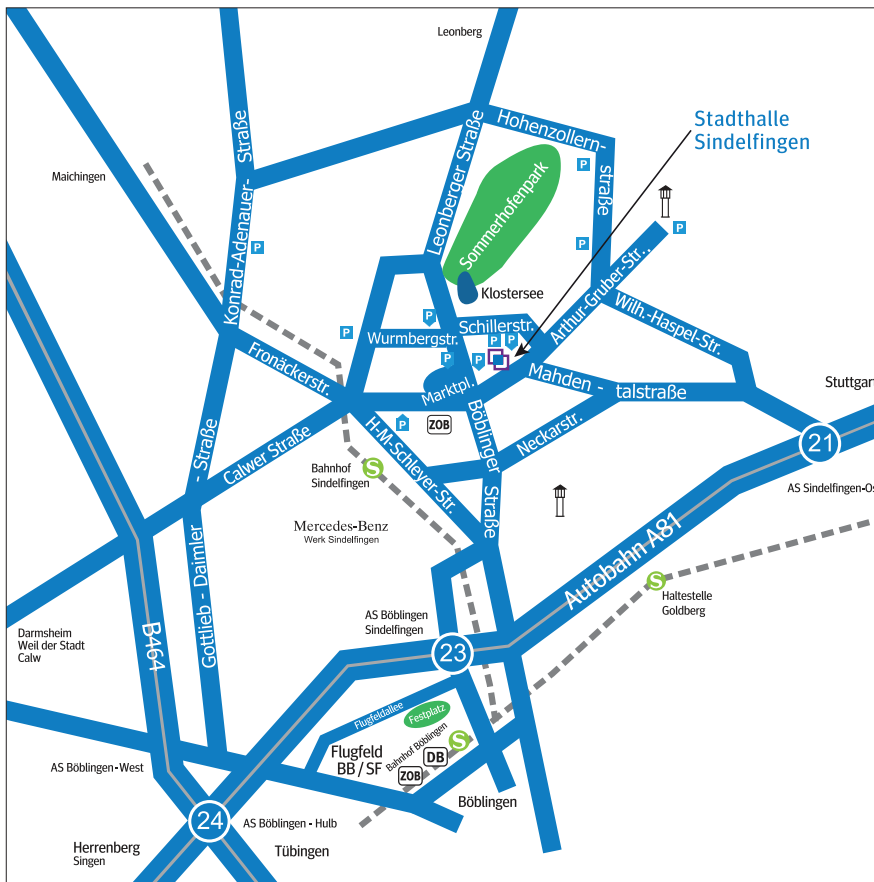 Leonberg
Hohenzollern-
straße
Stadthalle
Sindelfingen
Konrad-Adenauer-
Straße
Leonberger Straße
Sommerhofenpark
Maichingen
P
P
P
P
Klostersee
Arthur-Gruber-Str.,
Wilh.-Haspel-Str.
Schillerstr.
P
P
P
P
Wurmbergstr.
P
P
Fronäckerstr.
Marktpl.
Mahden - talstraße
Stuttgar
P
ZOB
Böblinger
Straße
Neckarstr.
21
Calwer Straße
H-M-Schleyer-Str.
S
Bahnhof
Sindelfingen
AS Sindelfingen-Os
Mercedes-Benz
Werk Sindelfingen
Gottlieb - Daimler
- Straße
Autobahn A81
S
Haltestelle
Goldberg
AS Böblingen
Sindelfingen
23
Darmsheim
Weil der Stadt
Calw
B464
Flugfeldallee
Festplatz
Flugfeld
BB / SF
Bahnhof Böblingen
S
DB
ZOB
Böblingen
AS Böblingen-West
24
AS Böblingen - Hulb
Herrenberg
Singen
Tübingen